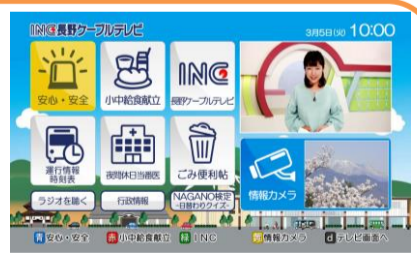 INC長野ケーブルテレビ
3月5日(火) 10:00
安心・安全
小中給食献立
INC
長野ケーブルテレビ
運行情報
時刻表
夜間休日当番医
ごみ便利帖
情報カメラ
ラジオを聴く
行政情報
NAGANO検定
-日替わりクイズ-
青 安心・安全
赤 小中給食献立
緑 INC
黄 情報カメラ
d テレビ画面へ